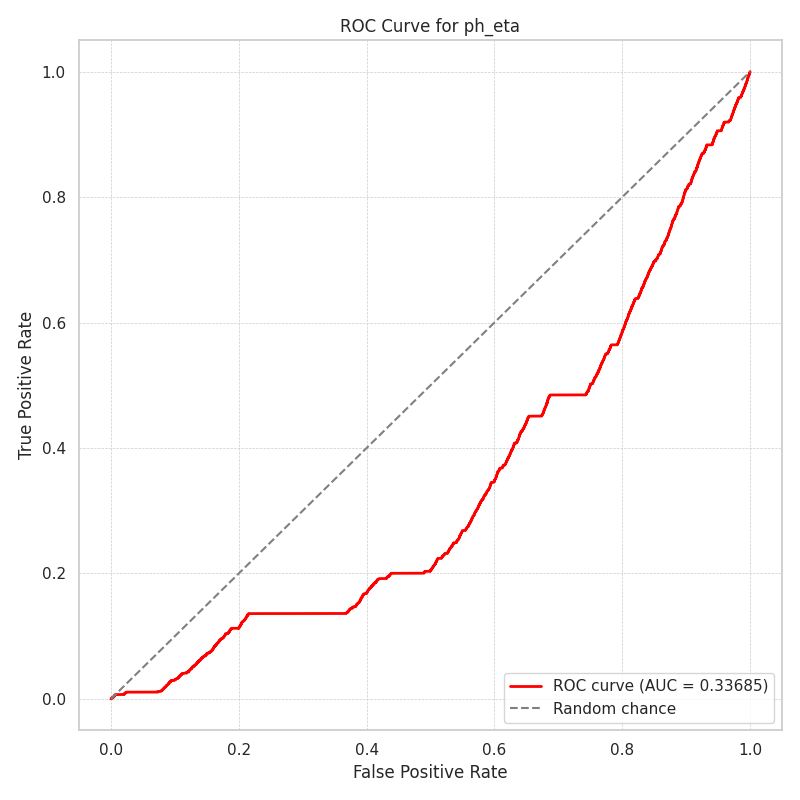 ROC Curve for ph_eta
True Positive Rate
1.0
0.8
0.6
0.4
0.2
0.0
ROC curve (AUC = 0.33685)
Random chance
0.0 0.2 0.4 0.6 0.8 1.0
False Positive Rate